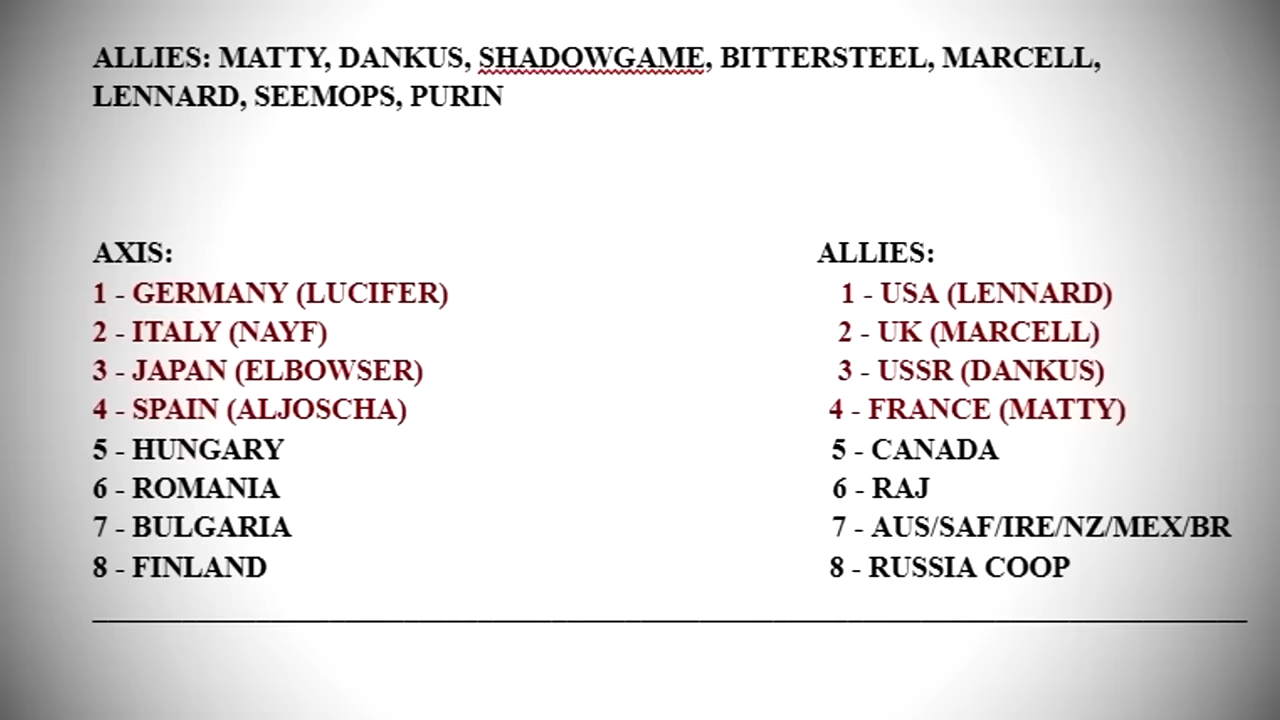 ALLIES: MATTY, DANKUS, SHADOWGAME, BITTERSTEEL, MARCELL,
LENNARD, SEEMOPS, PURIN
AXIS:
1 - GERMANY (LUCIFER)
2 - ITALY (NAYF)
3 - JAPAN (ELBOWSER)
4 - SPAIN (ALJOSCHA)
5 - HUNGARY
6 - ROMANIA
7 - BULGARIA
8 - FINLAND
ALLIES:
1 - USA (LENNARD)
2 - UK (MARCELL)
3 - USSR (DANKUS)
4 - FRANCE (MATTY)
5 - CANADA
6 - RAJ
7 - AUS/SAF/IRE/NZ/MEX/BR
8 - RUSSIA COOP